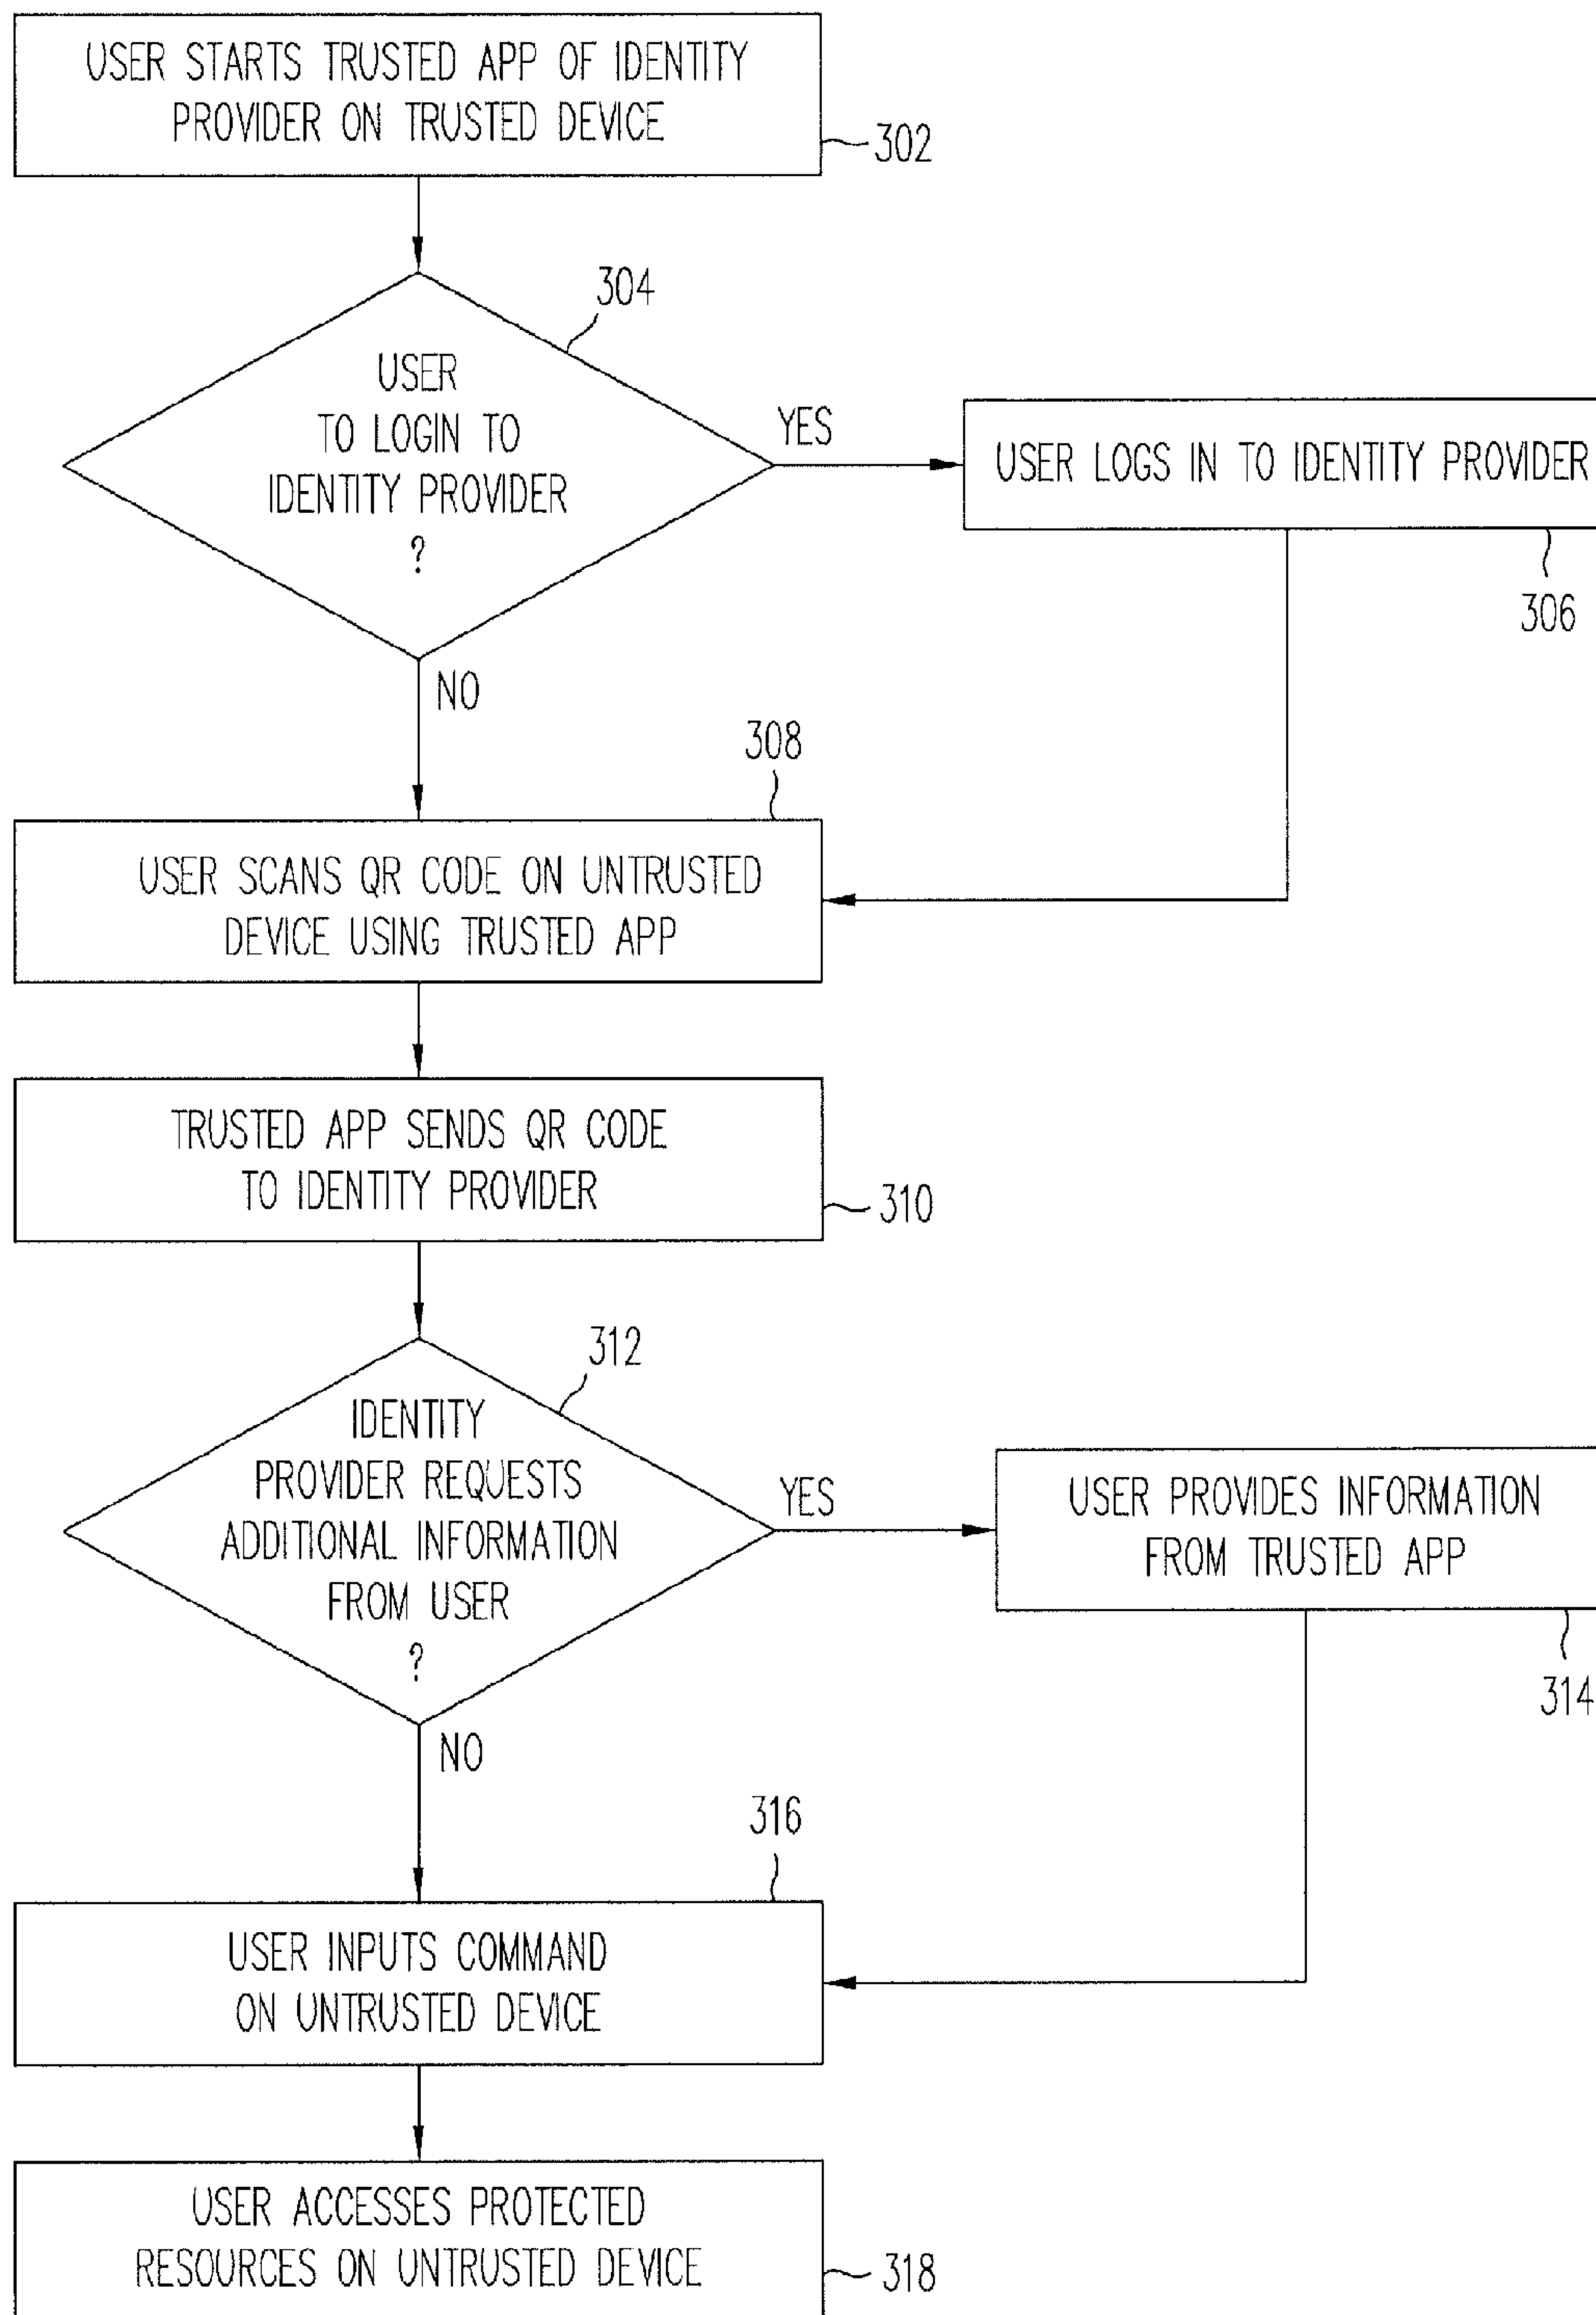 USER STARTS TRUSTED APP OF IDENTITY
PROVIDER ON TRUSTED DEVICE
302
304
USER
TO LOGIN TO
IDENTITY PROVIDER
?
YES
USER LOGS IN TO IDENTITY PROVIDER
306
NO
308
USER SCANS QR CODE ON UNTRUSTED
DEVICE USING TRUSTED APP
TRUSTED APP SENDS QR CODE
TO IDENTITY PROVIDER
310
312
IDENTITY
PROVIDER REQUESTS
ADDITIONAL INFORMATION
FROM USER
?
YES
USER PROVIDES INFORMATION
FROM TRUSTED APP
314
NO
316
USER INPUTS COMMAND
ON UNTRUSTED DEVICE
USER ACCESSES PROTECTED
RESOURCES ON UNTRUSTED DEVICE
318